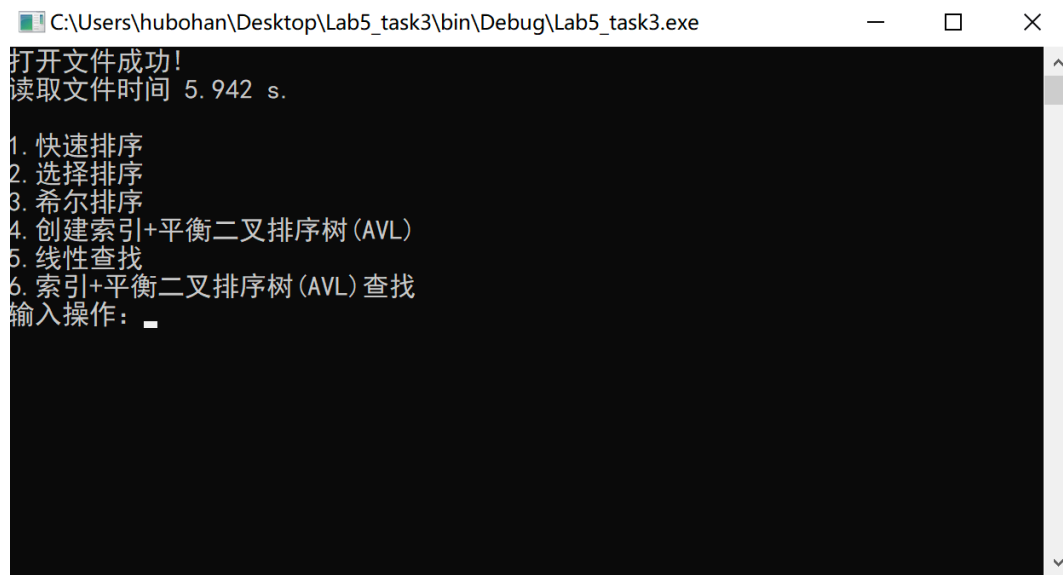 C:\Users\hubohan\Desktop\Lab5_task3\bin\Debug\Lab5_task3.exe
打开文件成功!
读取文件时间 5.942 s.
1.快速排序
2.选择排序
3.希尔排序
4.创建索引+平衡二叉排序树(AVL)
5.线性查找
6.索引+平衡二叉排序树(AVL)查找
输入操作: